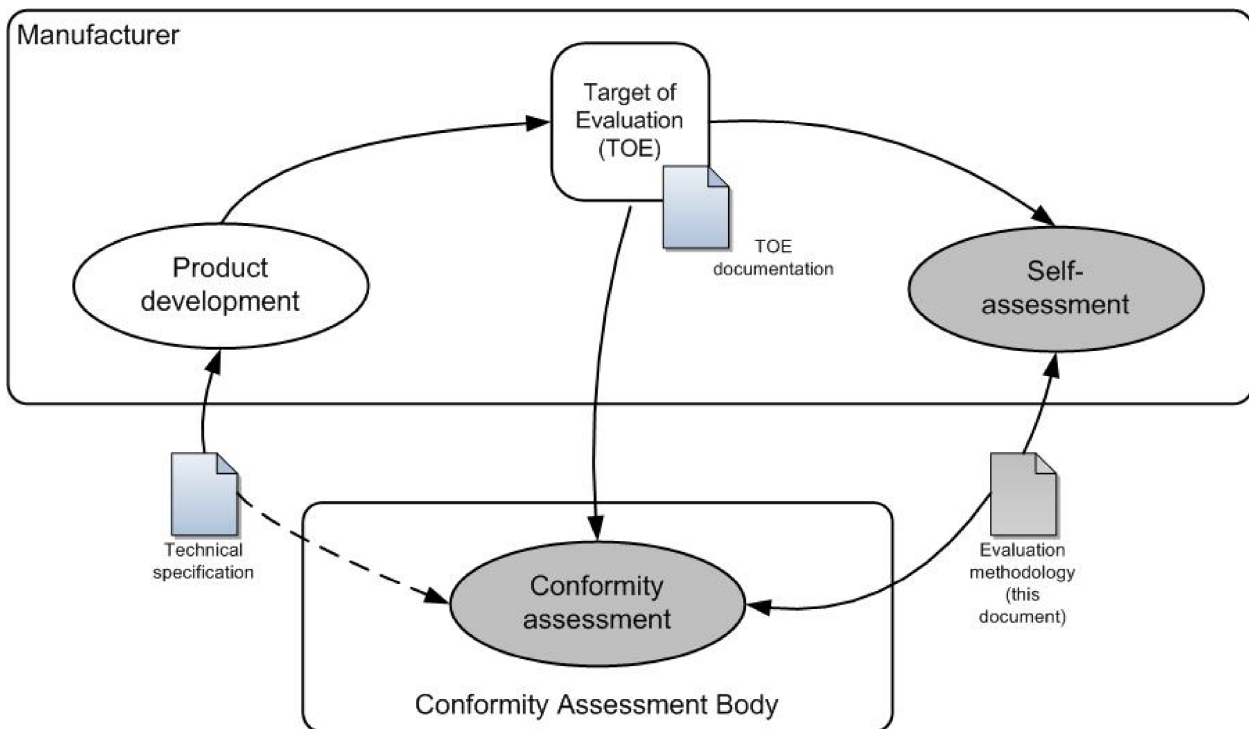 Manufacturer
Target of
Evaluation
(TOE)
TOE
documentation
Product
development
Self-
assessment
Technical
specification
Evaluation
methodology
(this
document)
Conformity
assessment
Conformity Assessment Body